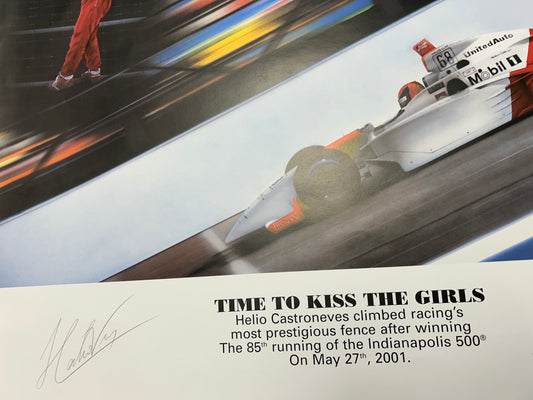 68
UnitedAuto
Mobil 1
TIME TO KISS THE GIRLS
Helio Castroneves climbed racing's
most prestigious fence after winning
The 85th running of the Indianapolis 500®
On May 27th, 2001.